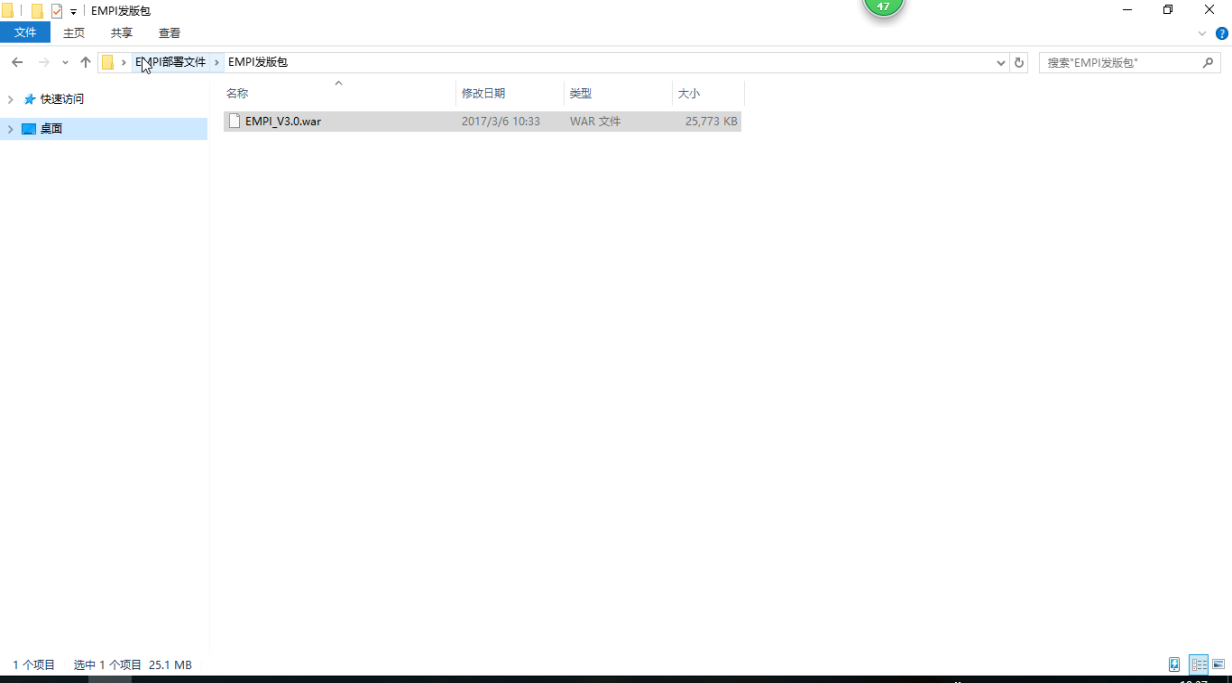 EMPI发版包
47
文件 主页 共享 查看
EMPI部署文件 EMPI发版包 搜索"EMPI发版包"
快速访问
桌面
名称 修改日期 类型 大小
EMPI_V3.0.war 2017/3/6 10:33 WAR 文件 25,773 KB
1 个项目 选中 1 个项目 25.1 MB